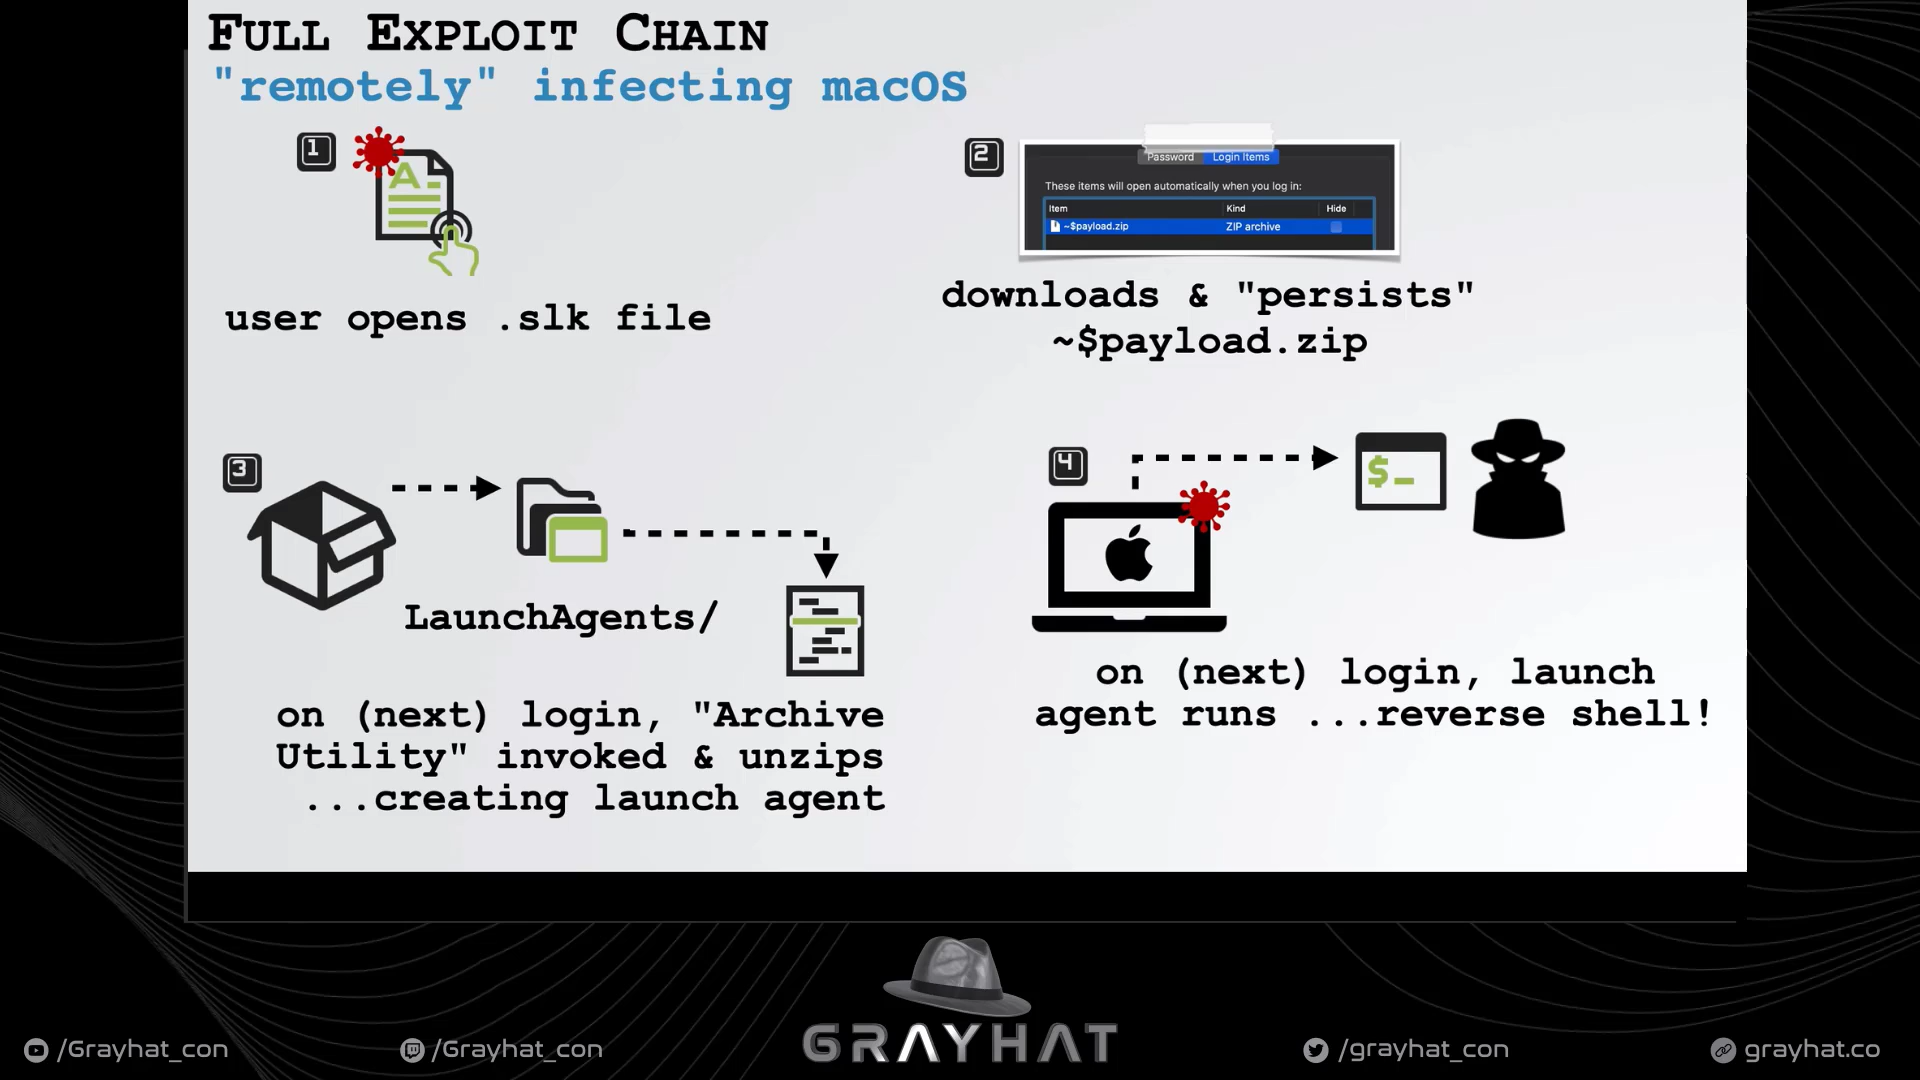 FULL EXPLOIT CHAIN
"remotely" infecting macOS
1
A
user opens .slk file
2
Password Login Items
These items will open automatically when you log in:
Item Kind Hide
~$payload.zip ZIP archive
downloads & "persists"
~$payload.zip
3
LaunchAgents/
on (next) login, "Archive
Utility" invoked & unzips
...creating launch agent
4
$_
on (next) login, launch
agent runs ...reverse shell!
GRAYHAT
/Grayhat_con
/Grayhat_con
/grayhat_con
grayhat.co